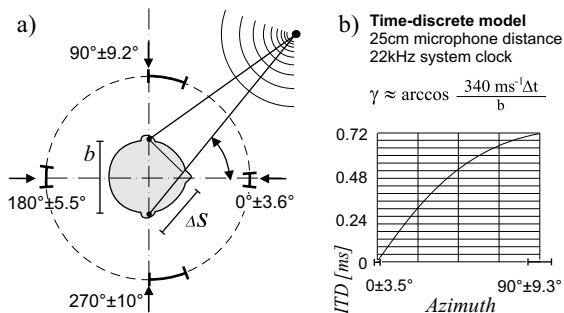 a)
90°±9.2°
b
180°±5.5°
0°±3.6°
ΔS
270°±10°
b) Time-discrete model
25cm microphone distance
22kHz system clock
γ ≈ arccos 340 ms⁻¹Δt
b
0.72
0.48
0.24
0
ITD [ms]
0±3.5°
90°±9.3°
Azimuth